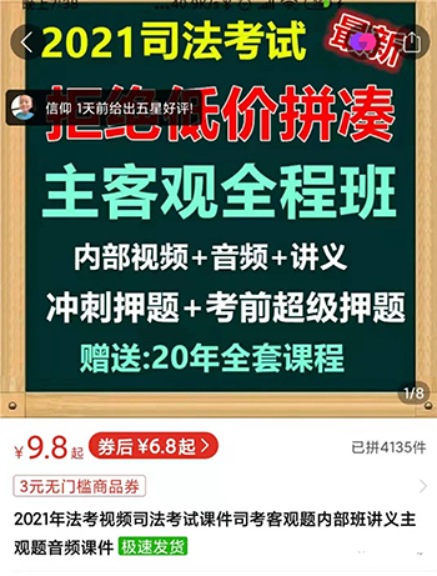 2021司法考试
最新
信仰 1天前给出五星好评!
拒绝低价拼凑
主客观全程班
内部视频+音频+讲义
冲刺押题+考前超级押题
赠送:20年全套课程
1/8
¥9.8起 券后 ¥6.8起 >
已拼4135件
3元无门槛商品券
2021年法考视频司法考试课件司考客观题内部班讲义主
观题音频课件 极速发货